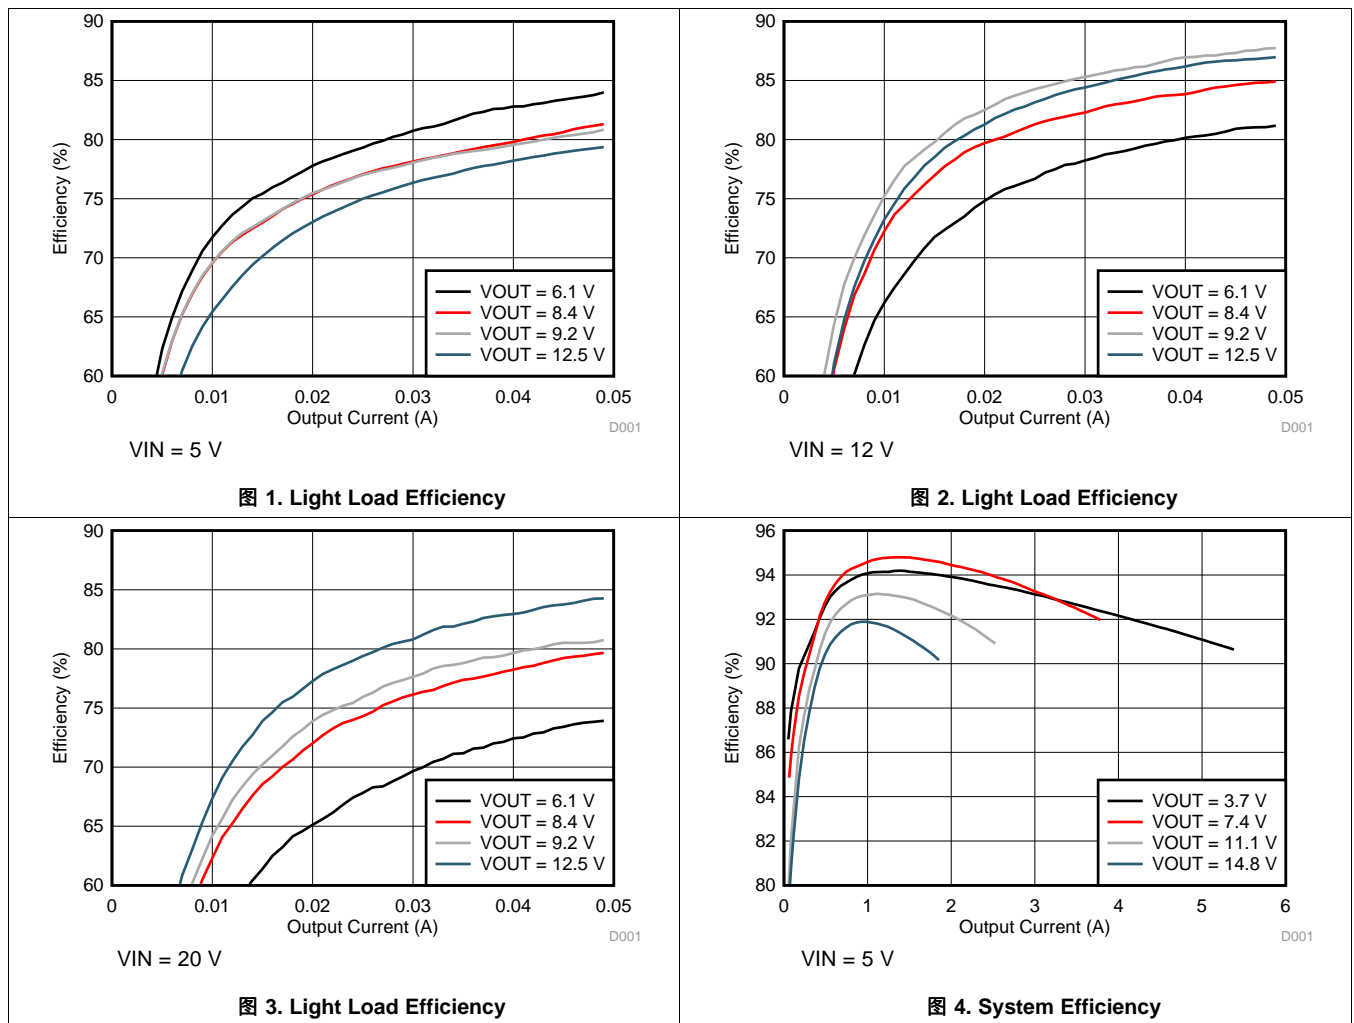 90
85
80
75
70
65
60
Efficiency (%)
0 0.01 0.02 0.03 0.04 0.05
Output Current (A)
D001
VOUT = 6.1 V
VOUT = 8.4 V
VOUT = 9.2 V
VOUT = 12.5 V
VIN = 5 V
图 1. Light Load Efficiency
90
85
80
75
70
65
60
Efficiency (%)
0 0.01 0.02 0.03 0.04 0.05
Output Current (A)
D001
VOUT = 6.1 V
VOUT = 8.4 V
VOUT = 9.2 V
VOUT = 12.5 V
VIN = 12 V
图 2. Light Load Efficiency
90
85
80
75
70
65
60
Efficiency (%)
0 0.01 0.02 0.03 0.04 0.05
Output Current (A)
D001
VOUT = 6.1 V
VOUT = 8.4 V
VOUT = 9.2 V
VOUT = 12.5 V
VIN = 20 V
图 3. Light Load Efficiency
96
94
92
90
88
86
84
82
80
Efficiency (%)
0 1 2 3 4 5 6
Output Current (A)
D001
VOUT = 3.7 V
VOUT = 7.4 V
VOUT = 11.1 V
VOUT = 14.8 V
VIN = 5 V
图 4. System Efficiency